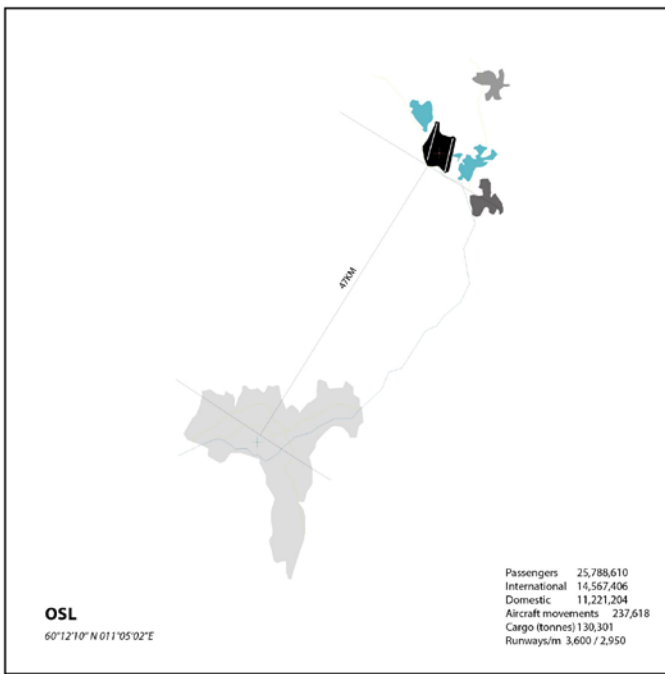 47KM
OSL
60°12'10" N 011°05'02"E
Passengers 25,788,610
International 14,567,406
Domestic 11,221,204
Aircraft movements 237,618
Cargo (tonnes) 130,301
Runways/m 3,600 / 2,950